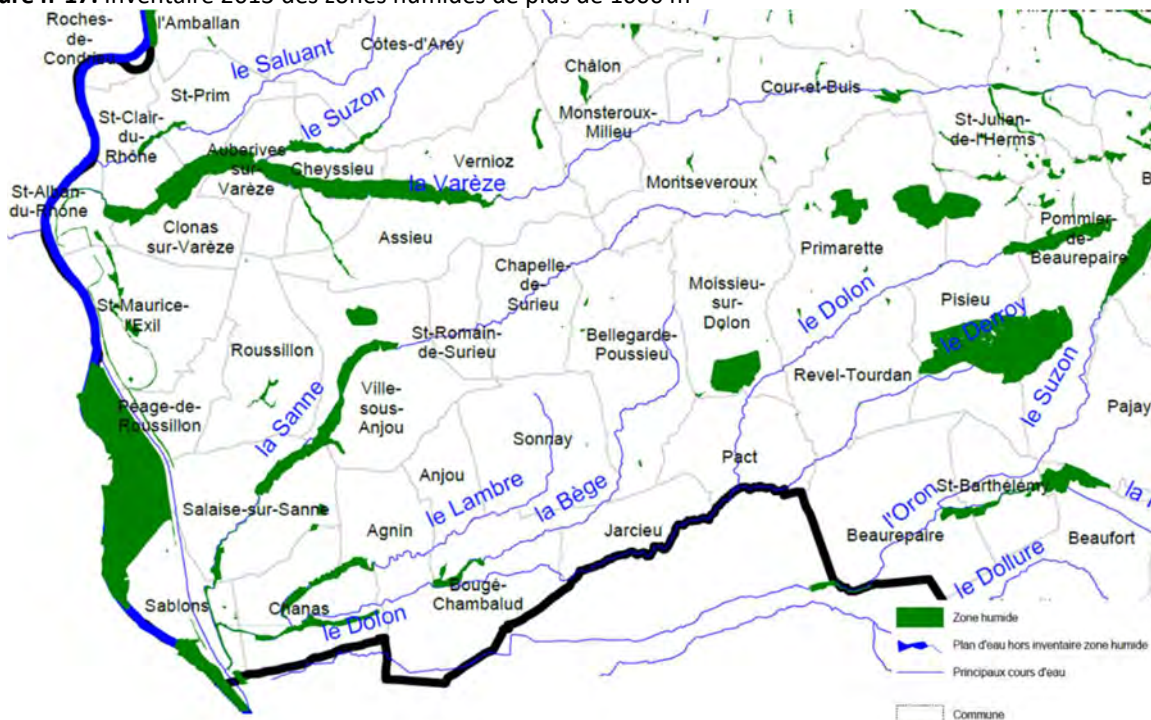 inventaire 2015 des zones humides de plus de 1000 m
Roches-
de-
Condrieu
l'Amballan
le Saluant
Côtes-d'Arey
Châlon
Cour-et-Buis
St-Prim
le Suzon
Monsteroux-
Milieu
St-Julien-
de-l'Herms
St-Clair-
du-
Rhône
Auberives
sur-
Varèze
Cheyssieu
Vernioz
la Varèze
Montseveroux
St-Alban-
du-Rhône
Clonas
sur-Varèze
Assieu
Primarette
Pommier-
de-
Beaurepaire
Chapelle-
de-
Surieu
Moissieu-
sur-
Dolon
le Dolon
Pisieu
St-Maurice-
l'Exil
Roussillon
St-Romain-
de-Surieu
Bellegarde-
Poussieu
le Derroy
Revel-Tourdan
le Suzon
Peage-de-
Roussillon
la Sanne
Ville-
sous-
Anjou
Pajay
Sonnay
Anjou
Pact
le Lambre
la Bège
St-Barthélémy
l'Oron
la
Salaise-sur-Sanne
Agnin
Jarcieu
Beaurepaire
Beaufort
le Dollure
Sablons
Chanas
le Dolon
Bougé-
Chambalud
Zone humide
Plan d'eau hors inventaire zone humide
Principaux cours d'eau
Commune